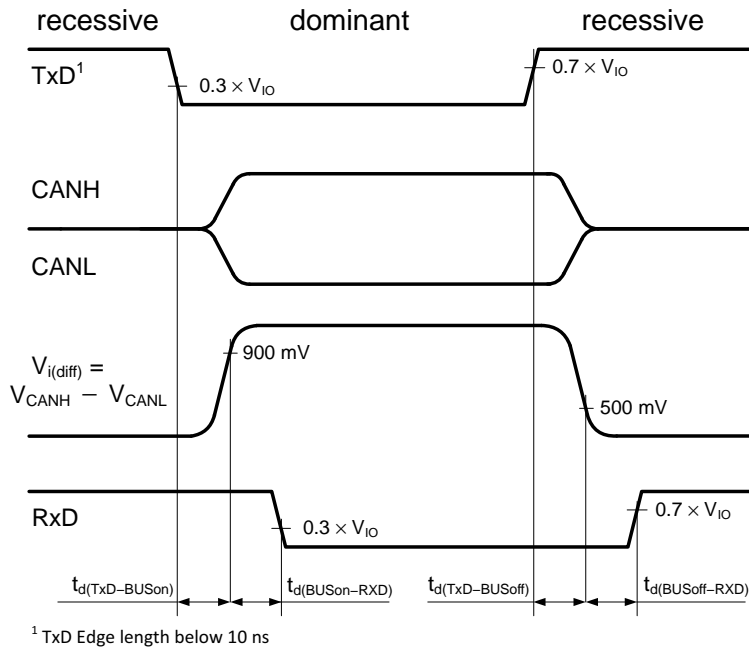 recessive dominant recessive
TxD¹ 0.3 × V_IO 0.7 × V_IO
CANH
CANL
V_i(diff) = 900 mV
V_CANH − V_CANL 500 mV
RxD 0.3 × V_IO 0.7 × V_IO
t_d(TxD−BUSon) t_d(BUSon−RXD) t_d(TxD−BUSoff) t_d(BUSoff−RXD)
¹ TxD Edge length below 10 ns